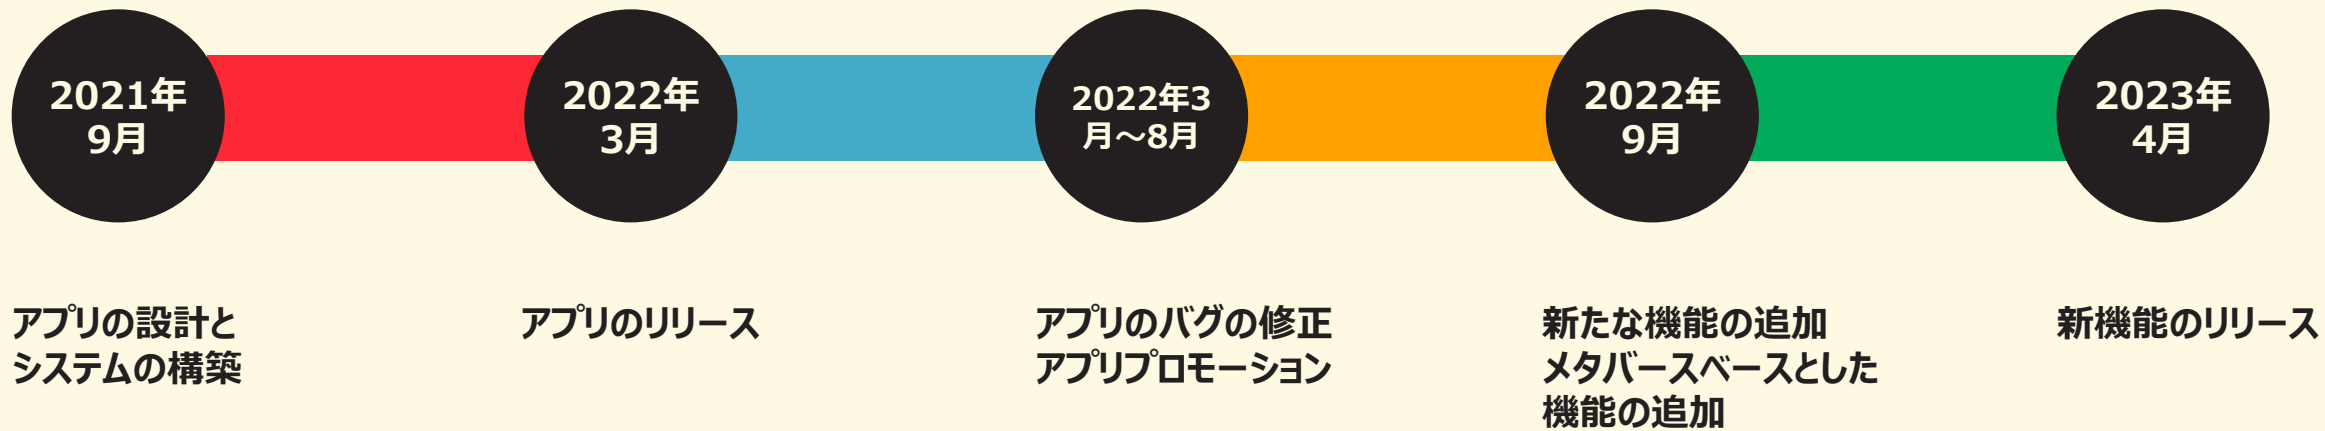 2021年
9月
2022年
3月
2022年3
月～8月
2022年
9月
2023年
4月
アプリの設計と
システムの構築
アプリのリリース
アプリのバグの修正
アプリプロモーション
新たな機能の追加
メタバースベースとした
機能の追加
新機能のリリース